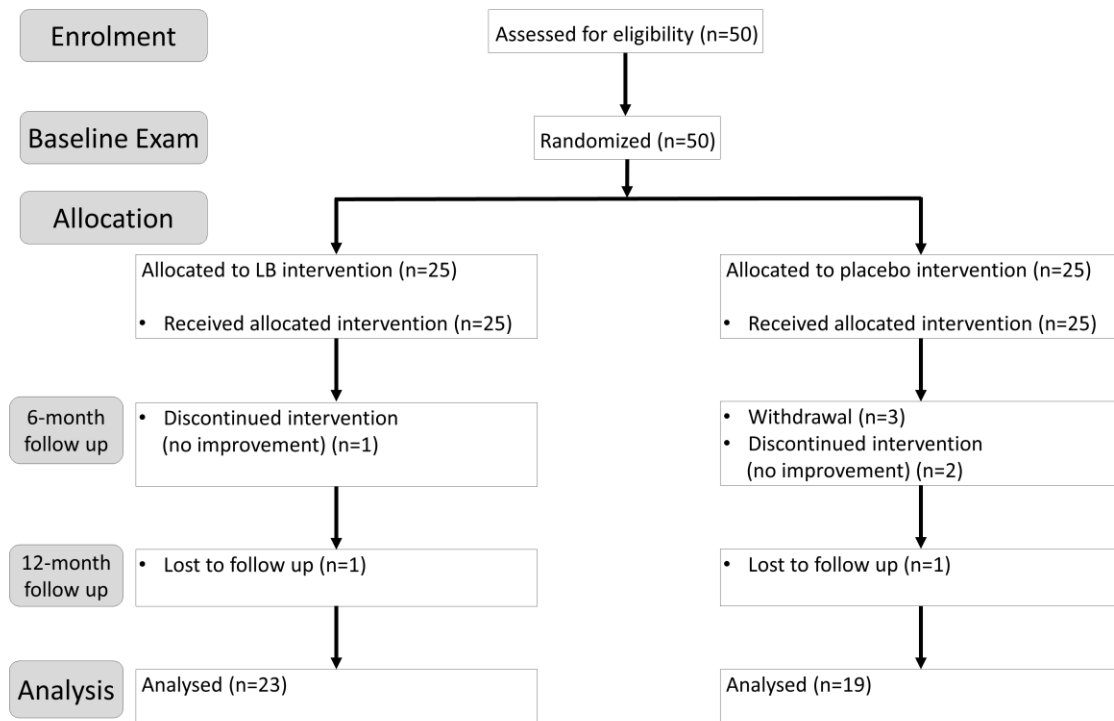 Enrolment
Assessed for eligibility (n=50)
Baseline Exam
Randomized (n=50)
Allocation
Allocated to LB intervention (n=25)
• Received allocated intervention (n=25)
Allocated to placebo intervention (n=25)
• Received allocated intervention (n=25)
6-month
follow up
• Discontinued intervention
(no improvement) (n=1)
• Withdrawal (n=3)
• Discontinued intervention
(no improvement) (n=2)
12-month
follow up
• Lost to follow up (n=1)
• Lost to follow up (n=1)
Analysis
Analysed (n=23)
Analysed (n=19)